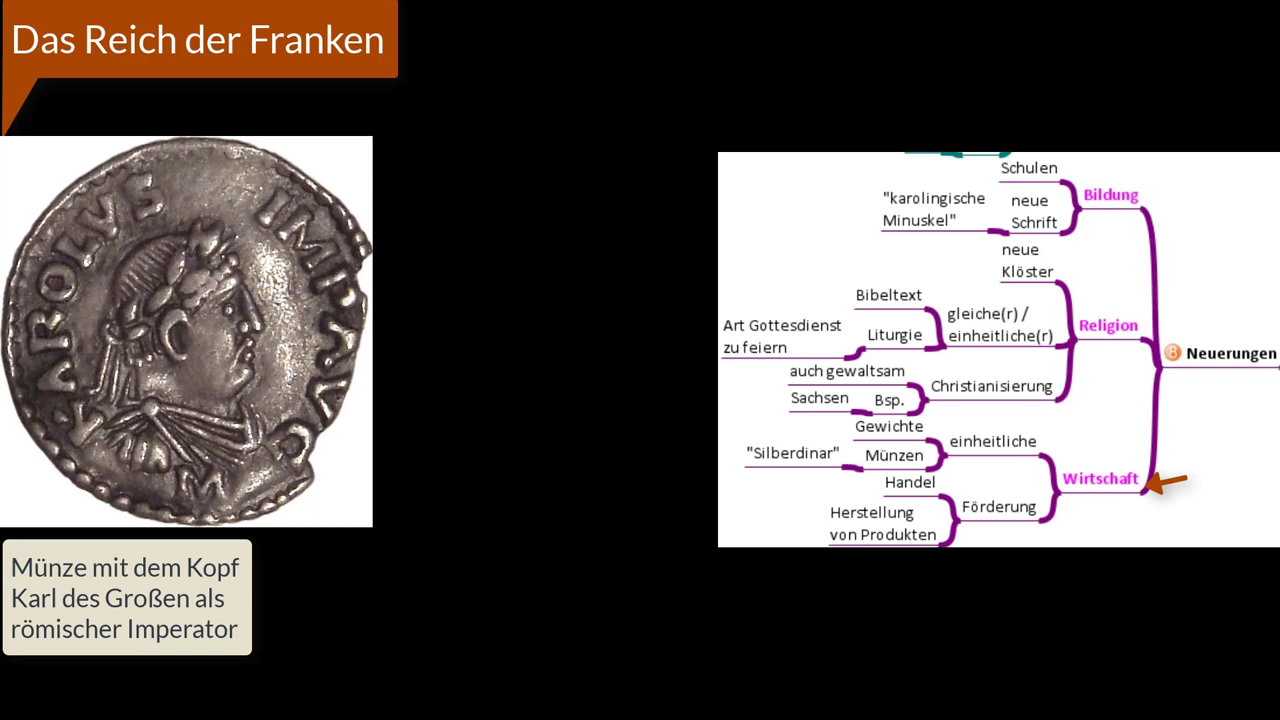 Das Reich der Franken
KAROLVS IMP AVG
M
Münze mit dem Kopf
Karl des Großen als
römischer Imperator
Schulen
Bildung
"karolingische
Minuskel"
neue
Schrift
neue
Klöster
Bibeltext
gleiche(r) /
einheitliche(r)
Religion
Art Gottesdienst
zu feiern
Liturgie
auch gewaltsam
Christianisierung
Sachsen
Bsp.
8 Neuerungen
Gewichte
einheitliche
"Silberdinar"
Münzen
Wirtschaft
Handel
Förderung
Herstellung
von Produkten